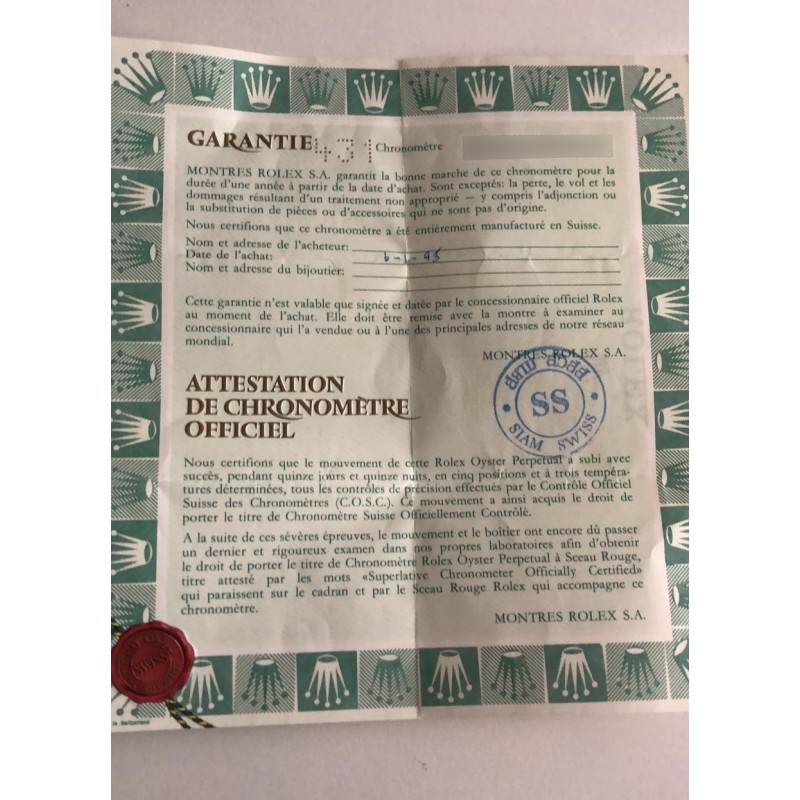 GARANTIE 431 Chronomètre
MONTRES ROLEX S.A. garantit la bonne marche de ce chronomètre pour la
durée d'une année à partir de la date d'achat. Sont exceptés: la perte, le vol et les
dommages résultant d'un traitement non approprié – y compris l'adjonction ou
la substitution de pièces ou d'accessoires qui ne sont pas d'origine.
Nous certifions que ce chronomètre a été entièrement manufacturé en Suisse.
Nom et adresse de l'acheteur:
Date de l'achat:
Nom et adresse du bijoutier:
Cette garantie n'est valable que signée et datée par le concessionnaire officiel Rolex
au moment de l'achat. Elle doit être remise avec la montre à examiner au
concessionnaire qui l'a vendue ou à l'une des principales adresses de notre réseau
mondial.
MONTRES ROLEX S.A.
SS
SIAM SWISS
ATTESTATION
DE CHRONOMÈTRE
OFFICIEL
Nous certifions que le mouvement de cette Rolex Oyster Perpetual a subi avec
succès, pendant quinze jours et quinze nuits, en cinq positions et à trois tempéra-
tures déterminées, tous les contrôles de précision effectués par le Contrôle Officiel
Suisse des Chronomètres (C.O.S.C.). Ce mouvement a ainsi acquis le droit de
porter le titre de Chronomètre Suisse Officiellement Contrôlé.
A la suite de ces sévères épreuves, le mouvement et le boîtier ont encore dû passer
un dernier et rigoureux examen dans nos propres laboratoires afin d'obtenir
le droit de porter le titre de Chronomètre Rolex Oyster Perpetual à Sceau Rouge,
titre attesté par les mots «Superlative Chronometer Officially Certified»
qui paraissent sur le cadran et par le Sceau Rouge Rolex qui accompagne ce
chronomètre.
MONTRES ROLEX S.A.
SWISS
in Switzerland